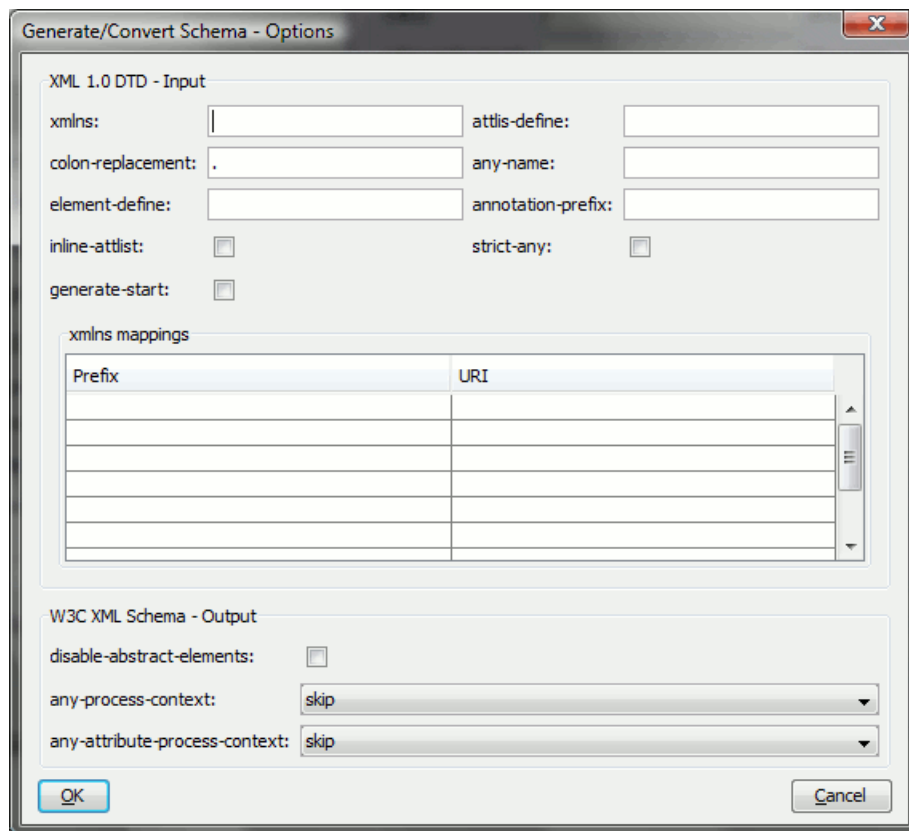 Generate/Convert Schema - Options
XML 1.0 DTD - Input
xmlns: attlis-define:
colon-replacement: . any-name:
element-define: annotation-prefix:
inline-attlist: strict-any:
generate-start:
xmlns mappings
Prefix URI
W3C XML Schema - Output
disable-abstract-elements:
any-process-context: skip
any-attribute-process-context: skip
OK Cancel